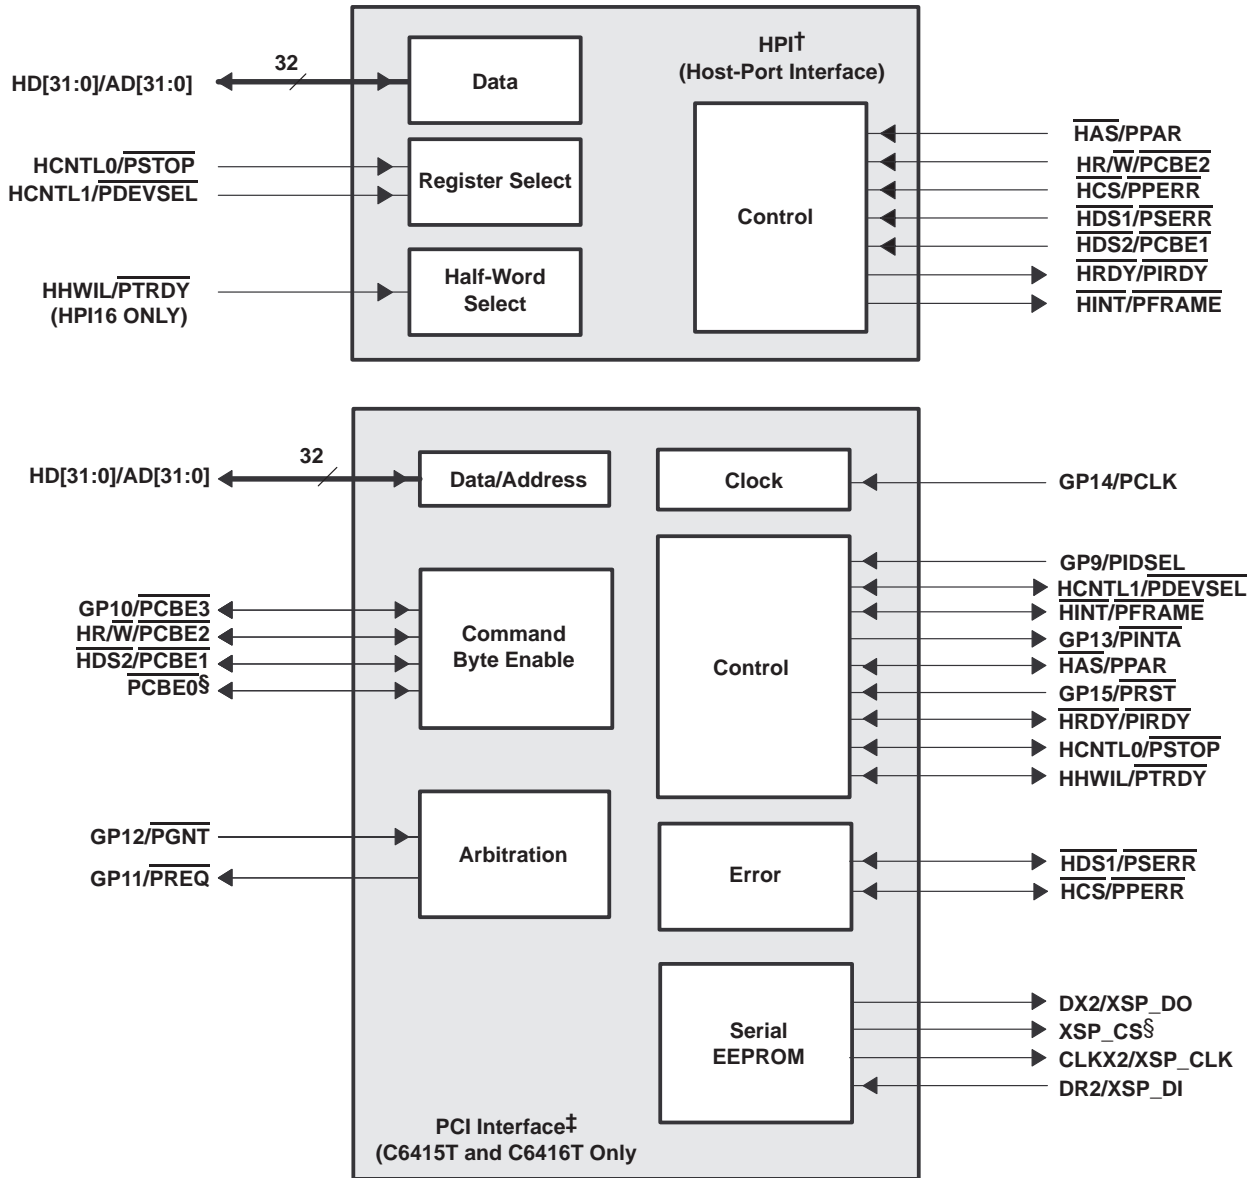 HPI†
(Host-Port Interface)
HD[31:0]/AD[31:0]
32
Data
HCNTL0/PSTOP
HCNTL1/PDEVSEL
Register Select
HHWIL/PTRDY
(HPI16 ONLY)
Half-Word
Select
Control
HAS/PPAR
HR/W/PCBE2
HCS/PPERR
HDS1/PSERR
HDS2/PCBE1
HRDY/PIRDY
HINT/PFRAME
HD[31:0]/AD[31:0]
32
Data/Address
Clock
GP14/PCLK
GP10/PCBE3
HR/W/PCBE2
HDS2/PCBE1
PCBE0§
Command
Byte Enable
Control
GP9/PIDSEL
HCNTL1/PDEVSEL
HINT/PFRAME
GP13/PINTA
HAS/PPAR
GP15/PRST
HRDY/PIRDY
HCNTL0/PSTOP
HHWIL/PTRDY
GP12/PGNT
GP11/PREQ
Arbitration
Error
HDS1/PSERR
HCS/PPERR
Serial
EEPROM
DX2/XSP_DO
XSP_CS§
CLKX2/XSP_CLK
DR2/XSP_DI
PCI Interface‡
(C6415T and C6416T Only